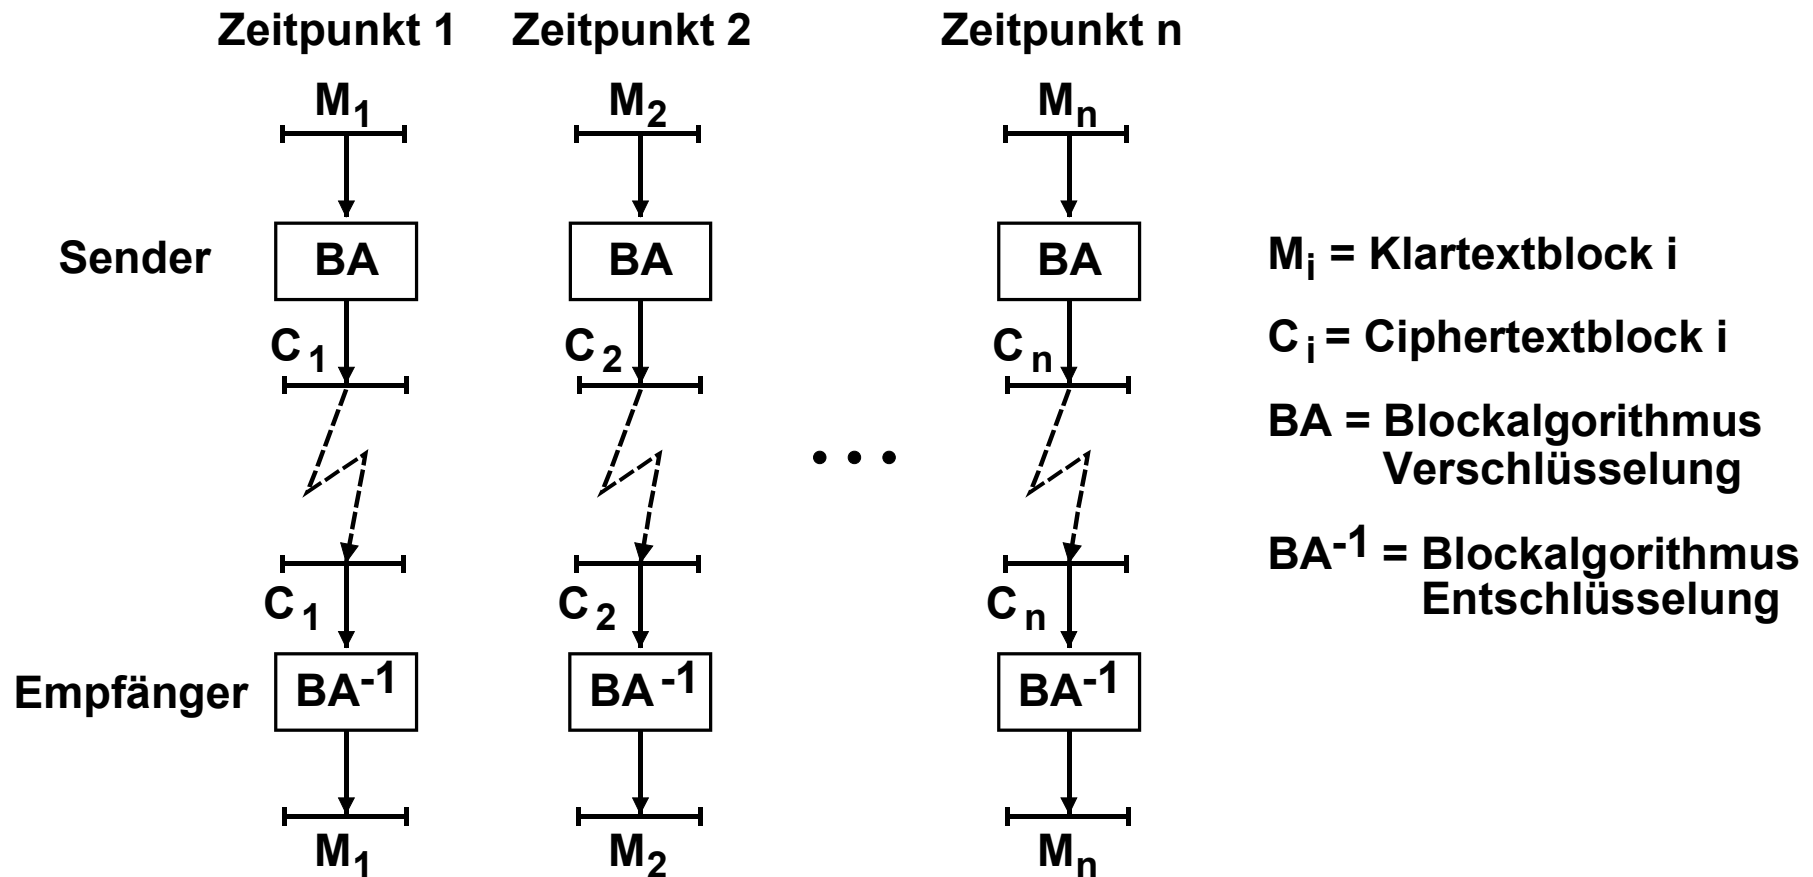 Zeitpunkt 1 Zeitpunkt 2 Zeitpunkt n
M1 M2 Mn
Sender BA BA BA
C1 C2 Cn
C1 C2 Cn
Empfänger BA-1 BA-1 BA-1
M1 M2 Mn
Mi = Klartextblock i
Ci = Ciphertextblock i
BA = Blockalgorithmus
Verschlüsselung
BA-1 = Blockalgorithmus
Entschlüsselung